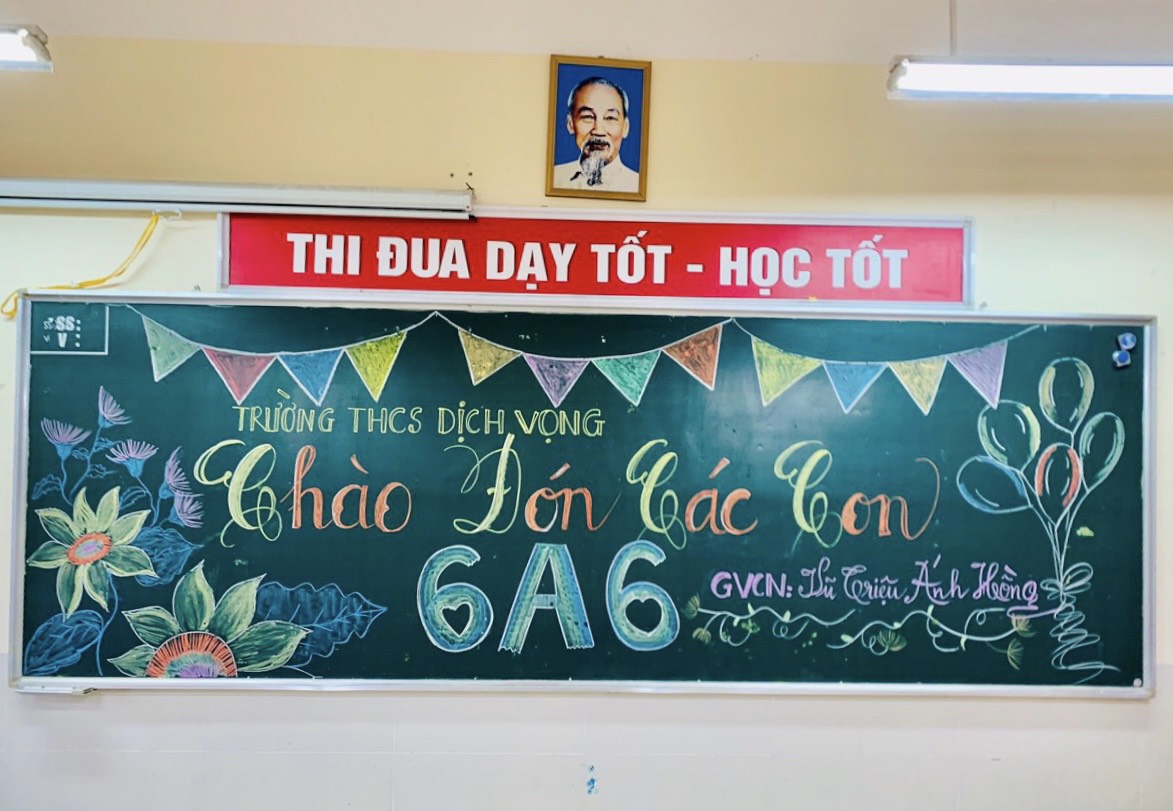 THI ĐUA DẠY TỐT - HỌC TỐT
SS:
V :
TRƯỜNG THCS DỊCH VỌNG
Chào Đón Các Con
6A6
GVCN: Vũ Triệu Ánh Hồng